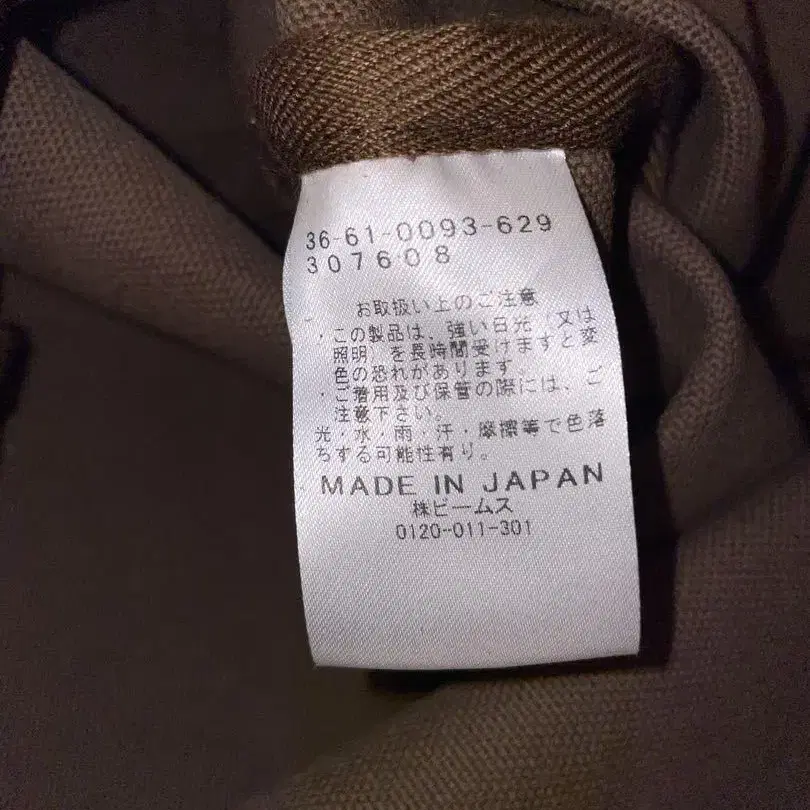 36-61-0093-629
307608
お取扱い上のご注意
・この製品は、強い日光（又は
照明）を長時間受けますと変
色の恐れがあります。
・ご着用及び保管の際には、ご
注意下さい。
光・水・雨・汗・摩擦等で色落
ちする可能性有り。
MADE IN JAPAN
株ビームス
0120-011-301